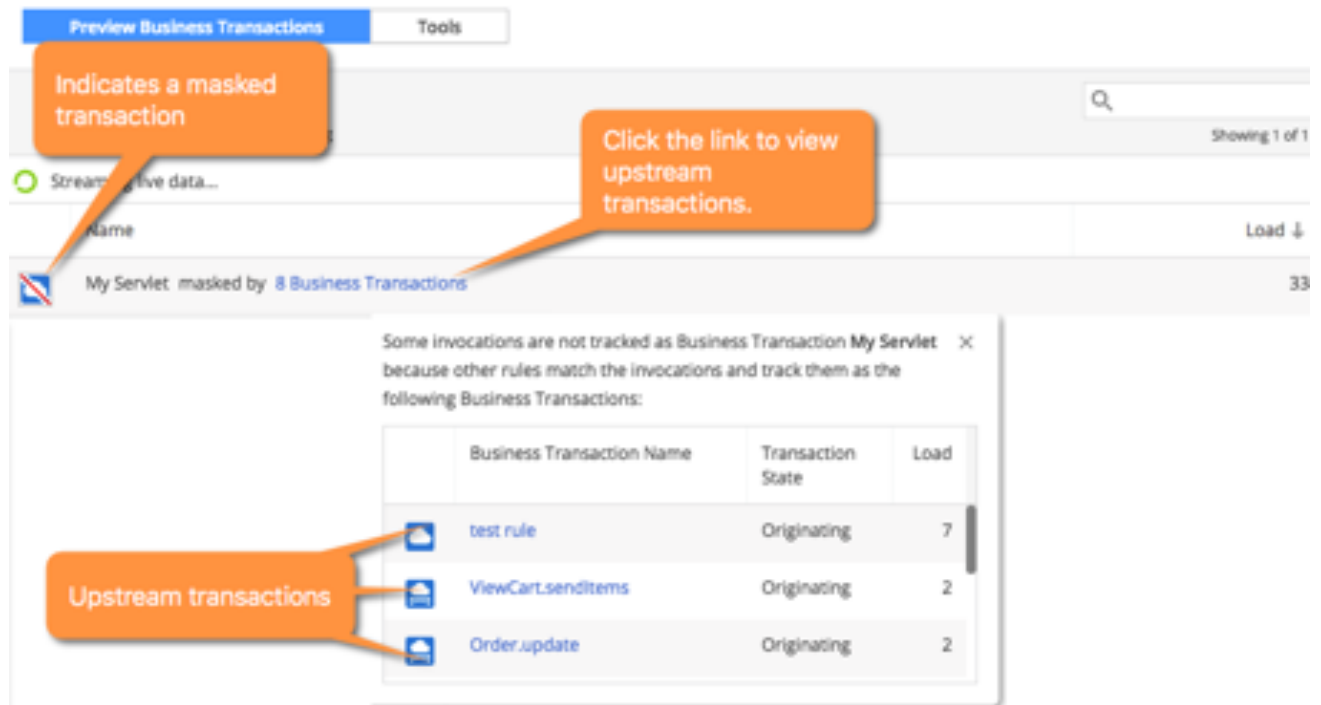 Preview Business Transactions Tools
Indicates a masked
transaction
Click the link to view
upstream
transactions.
Showing 1 of 1
live data...
Name Load ↓
My Servlet masked by 8 Business Transactions 33
Some invocations are not tracked as Business Transaction My Servlet ×
because other rules match the invocations and track them as the
following Business Transactions:
Business Transaction Name Transaction Load
State
test rule Originating 7
ViewCart.sendItems Originating 2
Order.update Originating 2
Upstream transactions